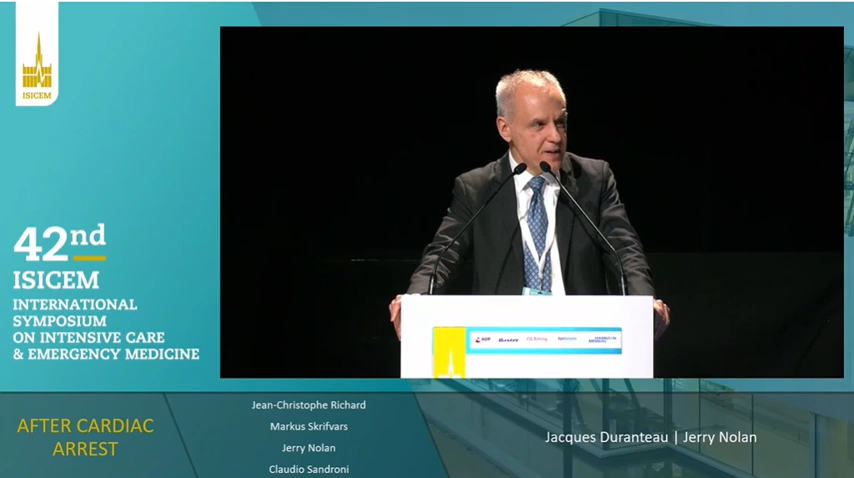 ISICEM
42nd
ISICEM
INTERNATIONAL
SYMPOSIUM
ON INTENSIVE CARE
& EMERGENCY MEDICINE
AFTER CARDIAC
ARREST
Jean-Christophe Richard
Markus Skrifvars
Jerry Nolan
Claudio Sandroni
Jacques Duranteau | Jerry Nolan